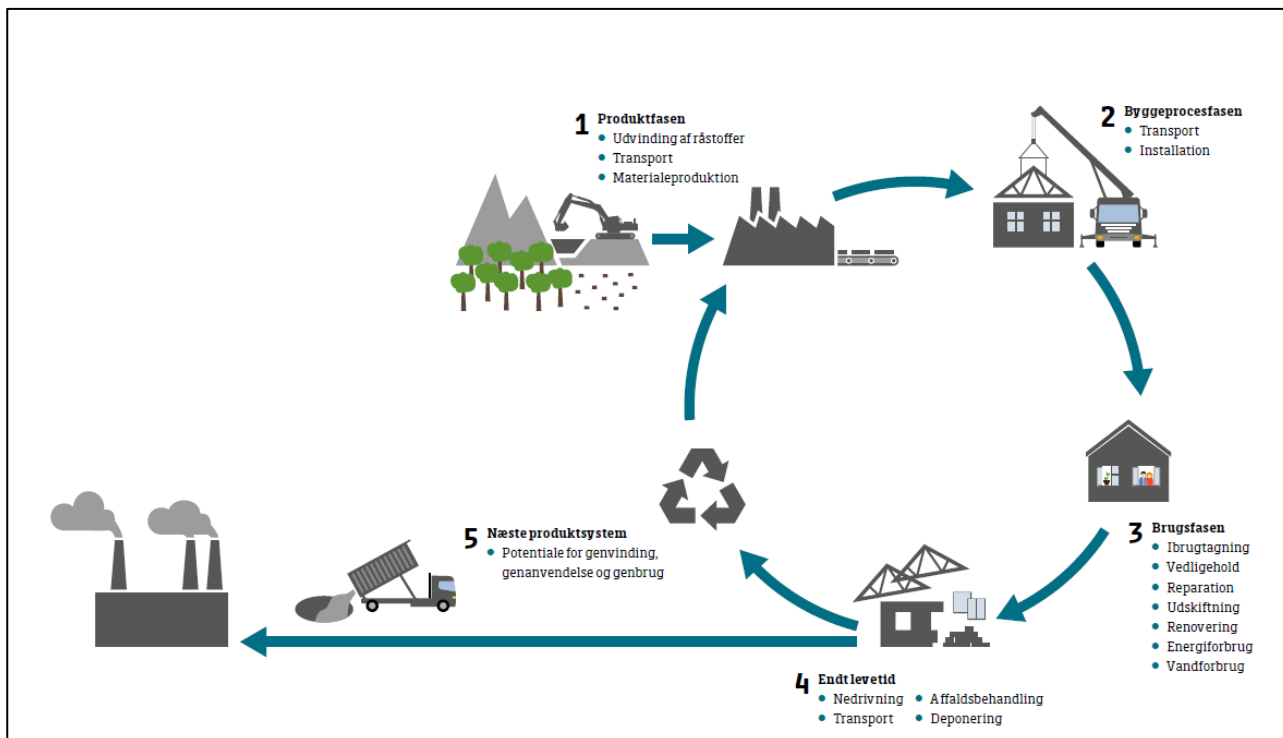 1 Produktfasen
Udvinding af råstoffer
Transport
Materialeproduktion
2 Byggeprocesfasen
Transport
Installation
3 Brugsfasen
Ibrugtagning
Vedligehold
Reparation
Udskiftning
Renovering
Energiforbrug
Vandforbrug
4 Endt levetid
Nedrivning
Transport
Affaldsbehandling
Deponering
5 Næste produktsystem
Potentiale for genvinding,
genanvendelse og genbrug